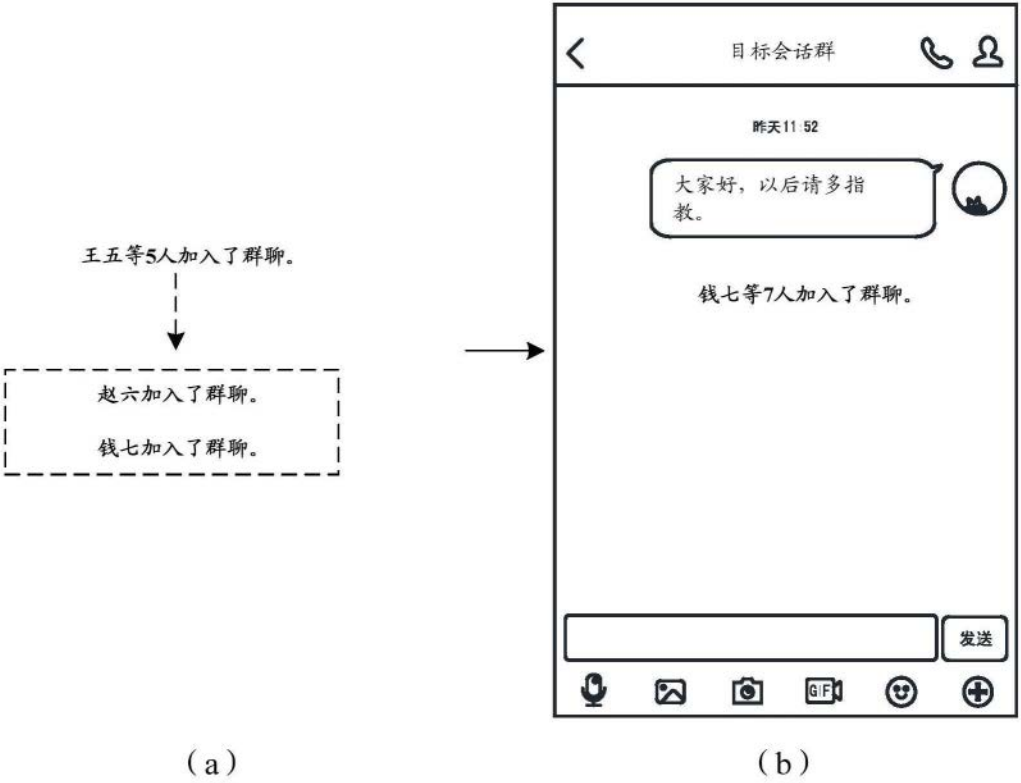 王五等5人加入了群聊。
赵六加入了群聊。
钱七加入了群聊。
(a)
目标会话群
昨天11:52
大家好，以后请多指
教。
钱七等7人加入了群聊。
发送
GIF
(b)